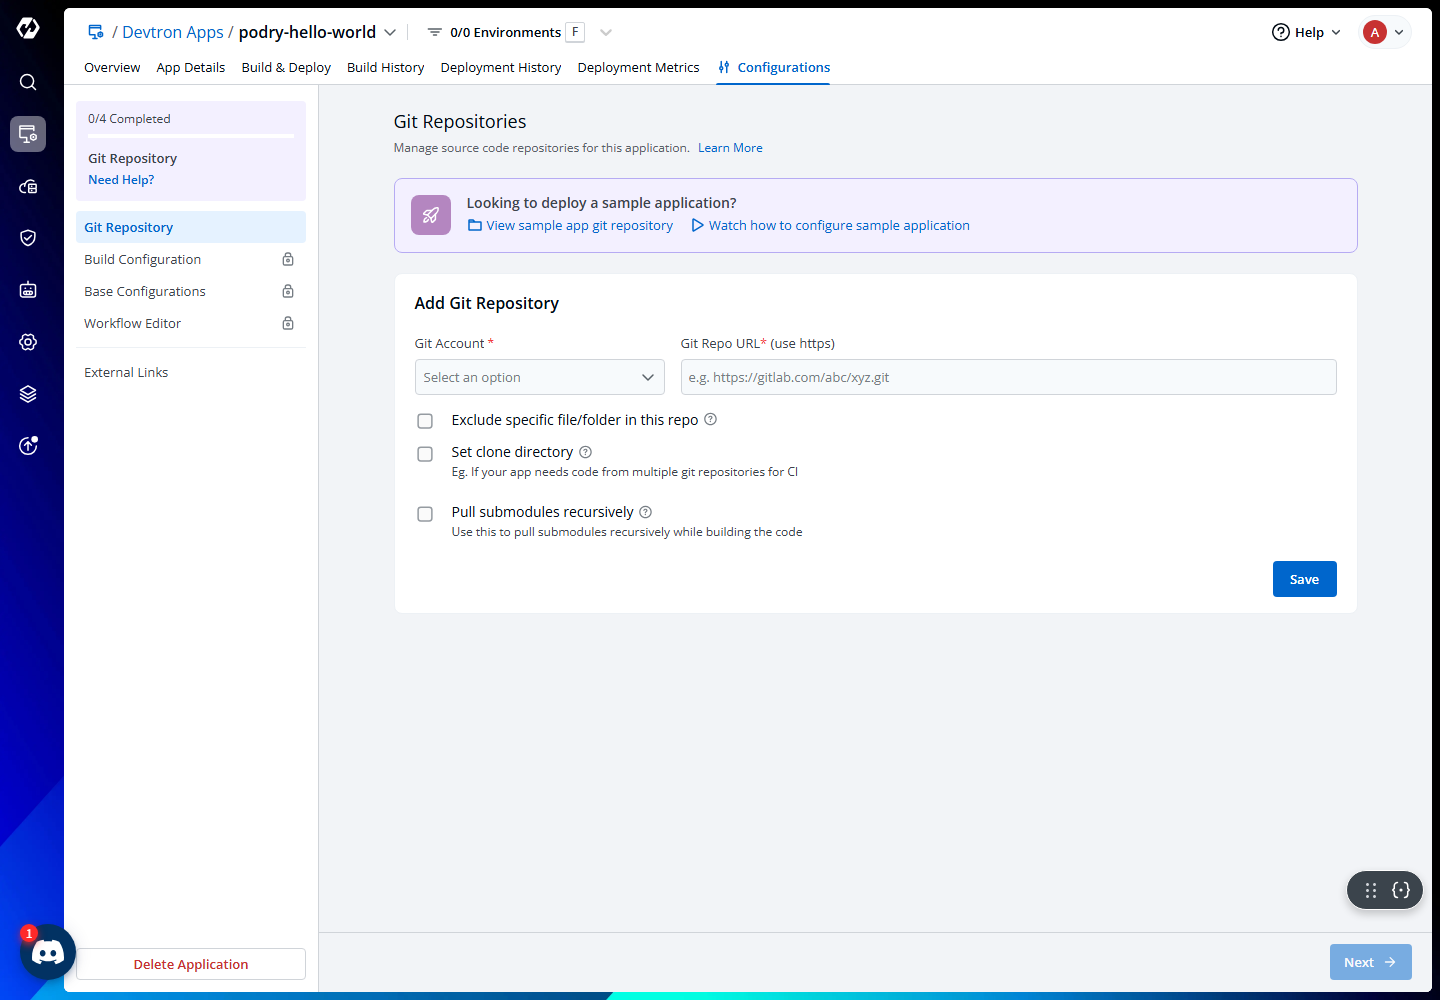 / Devtron Apps / podry-hello-world
0/0 Environments F
Help
A
Overview
App Details
Build & Deploy
Build History
Deployment History
Deployment Metrics
Configurations
0/4 Completed
Git Repository
Need Help?
Git Repository
Build Configuration
Base Configurations
Workflow Editor
External Links
Delete Application
1
Git Repositories
Manage source code repositories for this application. Learn More
Looking to deploy a sample application?
View sample app git repository
Watch how to configure sample application
Add Git Repository
Git Account *
Git Repo URL* (use https)
Select an option
e.g. https://gitlab.com/abc/xyz.git
Exclude specific file/folder in this repo
Set clone directory
Eg. If your app needs code from multiple git repositories for CI
Pull submodules recursively
Use this to pull submodules recursively while building the code
Save
Next